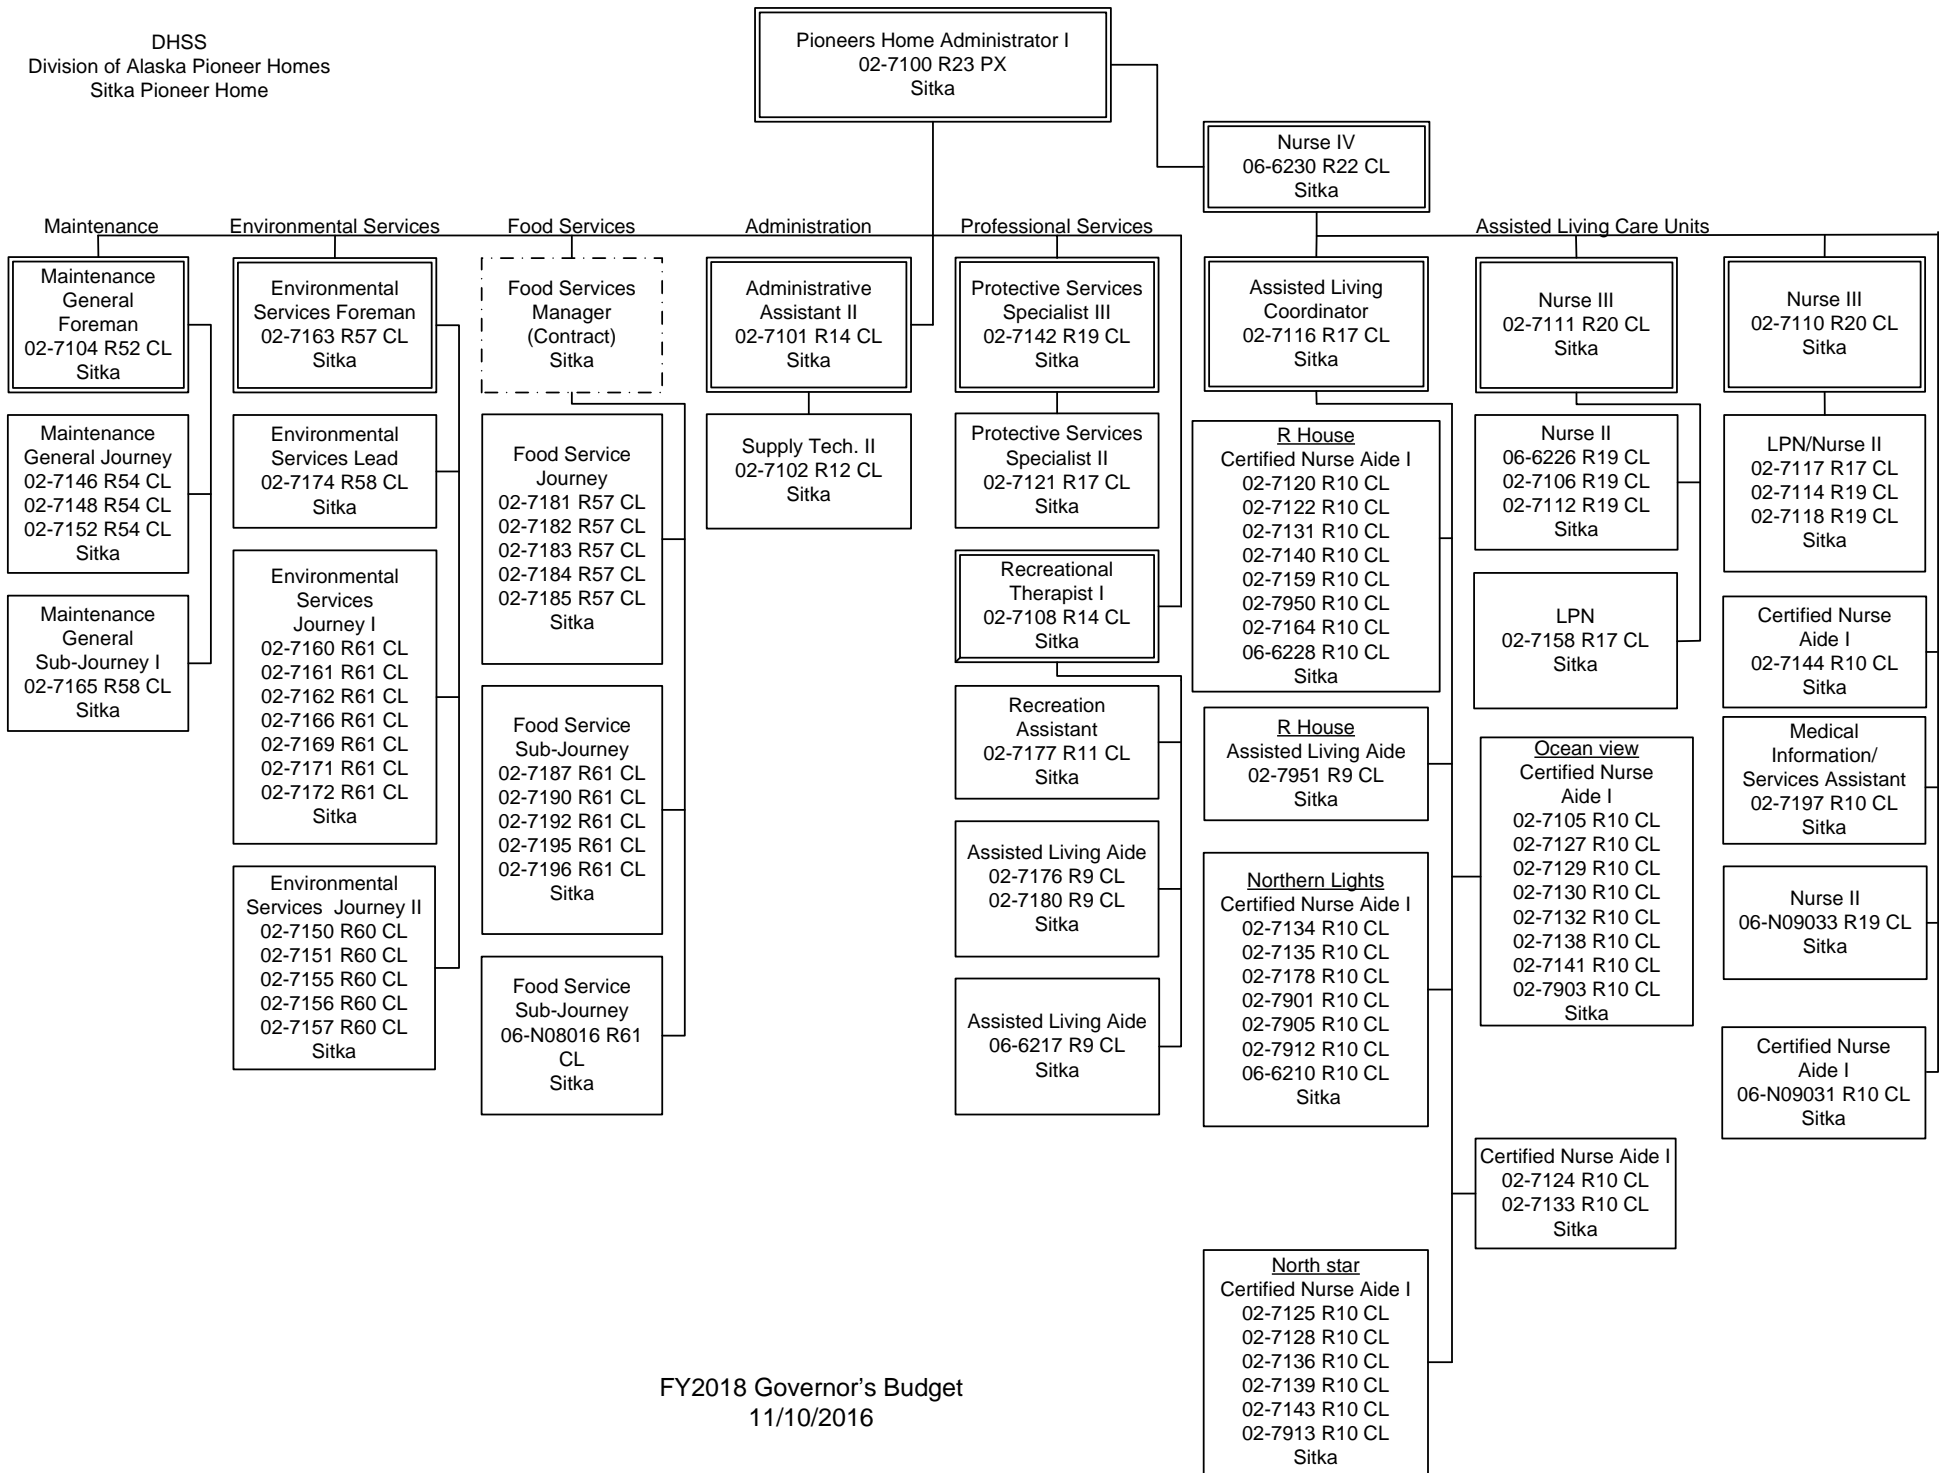 DHSS
Division of Alaska Pioneer Homes
Sitka Pioneer Home
Pioneers Home Administrator I
02-7100 R23 PX
Sitka
Nurse IV
06-6230 R22 CL
Sitka
Maintenance
Environmental Services
Food Services
Administration
Professional Services
Assisted Living Care Units
Maintenance
General
Foreman
02-7104 R52 CL
Sitka
Maintenance
General Journey
02-7146 R54 CL
02-7148 R54 CL
02-7152 R54 CL
Sitka
Maintenance
General
Sub-Journey I
02-7165 R58 CL
Sitka
Environmental
Services Foreman
02-7163 R57 CL
Sitka
Environmental
Services Lead
02-7174 R58 CL
Sitka
Environmental
Services
Journey I
02-7160 R61 CL
02-7161 R61 CL
02-7162 R61 CL
02-7166 R61 CL
02-7169 R61 CL
02-7171 R61 CL
02-7172 R61 CL
Sitka
Environmental
Services Journey II
02-7150 R60 CL
02-7151 R60 CL
02-7155 R60 CL
02-7156 R60 CL
02-7157 R60 CL
Sitka
Food Services
Manager
(Contract)
Sitka
Food Service
Journey
02-7181 R57 CL
02-7182 R57 CL
02-7183 R57 CL
02-7184 R57 CL
02-7185 R57 CL
Sitka
Food Service
Sub-Journey
02-7187 R61 CL
02-7190 R61 CL
02-7192 R61 CL
02-7195 R61 CL
02-7196 R61 CL
Sitka
Food Service
Sub-Journey
06-N08016 R61
CL
Sitka
Administrative
Assistant II
02-7101 R14 CL
Sitka
Supply Tech. II
02-7102 R12 CL
Sitka
Protective Services
Specialist III
02-7142 R19 CL
Sitka
Protective Services
Specialist II
02-7121 R17 CL
Sitka
Recreational
Therapist I
02-7108 R14 CL
Sitka
Recreation
Assistant
02-7177 R11 CL
Sitka
Assisted Living Aide
02-7176 R9 CL
02-7180 R9 CL
Sitka
Assisted Living Aide
06-6217 R9 CL
Sitka
Assisted Living
Coordinator
02-7116 R17 CL
Sitka
R House
Certified Nurse Aide I
02-7120 R10 CL
02-7122 R10 CL
02-7131 R10 CL
02-7140 R10 CL
02-7159 R10 CL
02-7950 R10 CL
02-7164 R10 CL
06-6228 R10 CL
Sitka
R House
Assisted Living Aide
02-7951 R9 CL
Sitka
Northern Lights
Certified Nurse Aide I
02-7134 R10 CL
02-7135 R10 CL
02-7178 R10 CL
02-7901 R10 CL
02-7905 R10 CL
02-7912 R10 CL
06-6210 R10 CL
Sitka
North star
Certified Nurse Aide I
02-7125 R10 CL
02-7128 R10 CL
02-7136 R10 CL
02-7139 R10 CL
02-7143 R10 CL
02-7913 R10 CL
Sitka
Nurse III
02-7111 R20 CL
Sitka
Nurse II
06-6226 R19 CL
02-7106 R19 CL
02-7112 R19 CL
Sitka
LPN
02-7158 R17 CL
Sitka
Ocean view
Certified Nurse
Aide I
02-7105 R10 CL
02-7127 R10 CL
02-7129 R10 CL
02-7130 R10 CL
02-7132 R10 CL
02-7138 R10 CL
02-7141 R10 CL
02-7903 R10 CL
Sitka
Certified Nurse Aide I
02-7124 R10 CL
02-7133 R10 CL
Sitka
Nurse III
02-7110 R20 CL
Sitka
LPN/Nurse II
02-7117 R17 CL
02-7114 R19 CL
02-7118 R19 CL
Sitka
Certified Nurse
Aide I
02-7144 R10 CL
Sitka
Medical
Information/
Services Assistant
02-7197 R10 CL
Sitka
Nurse II
06-N09033 R19 CL
Sitka
Certified Nurse
Aide I
06-N09031 R10 CL
Sitka
FY2018 Governor's Budget
11/10/2016